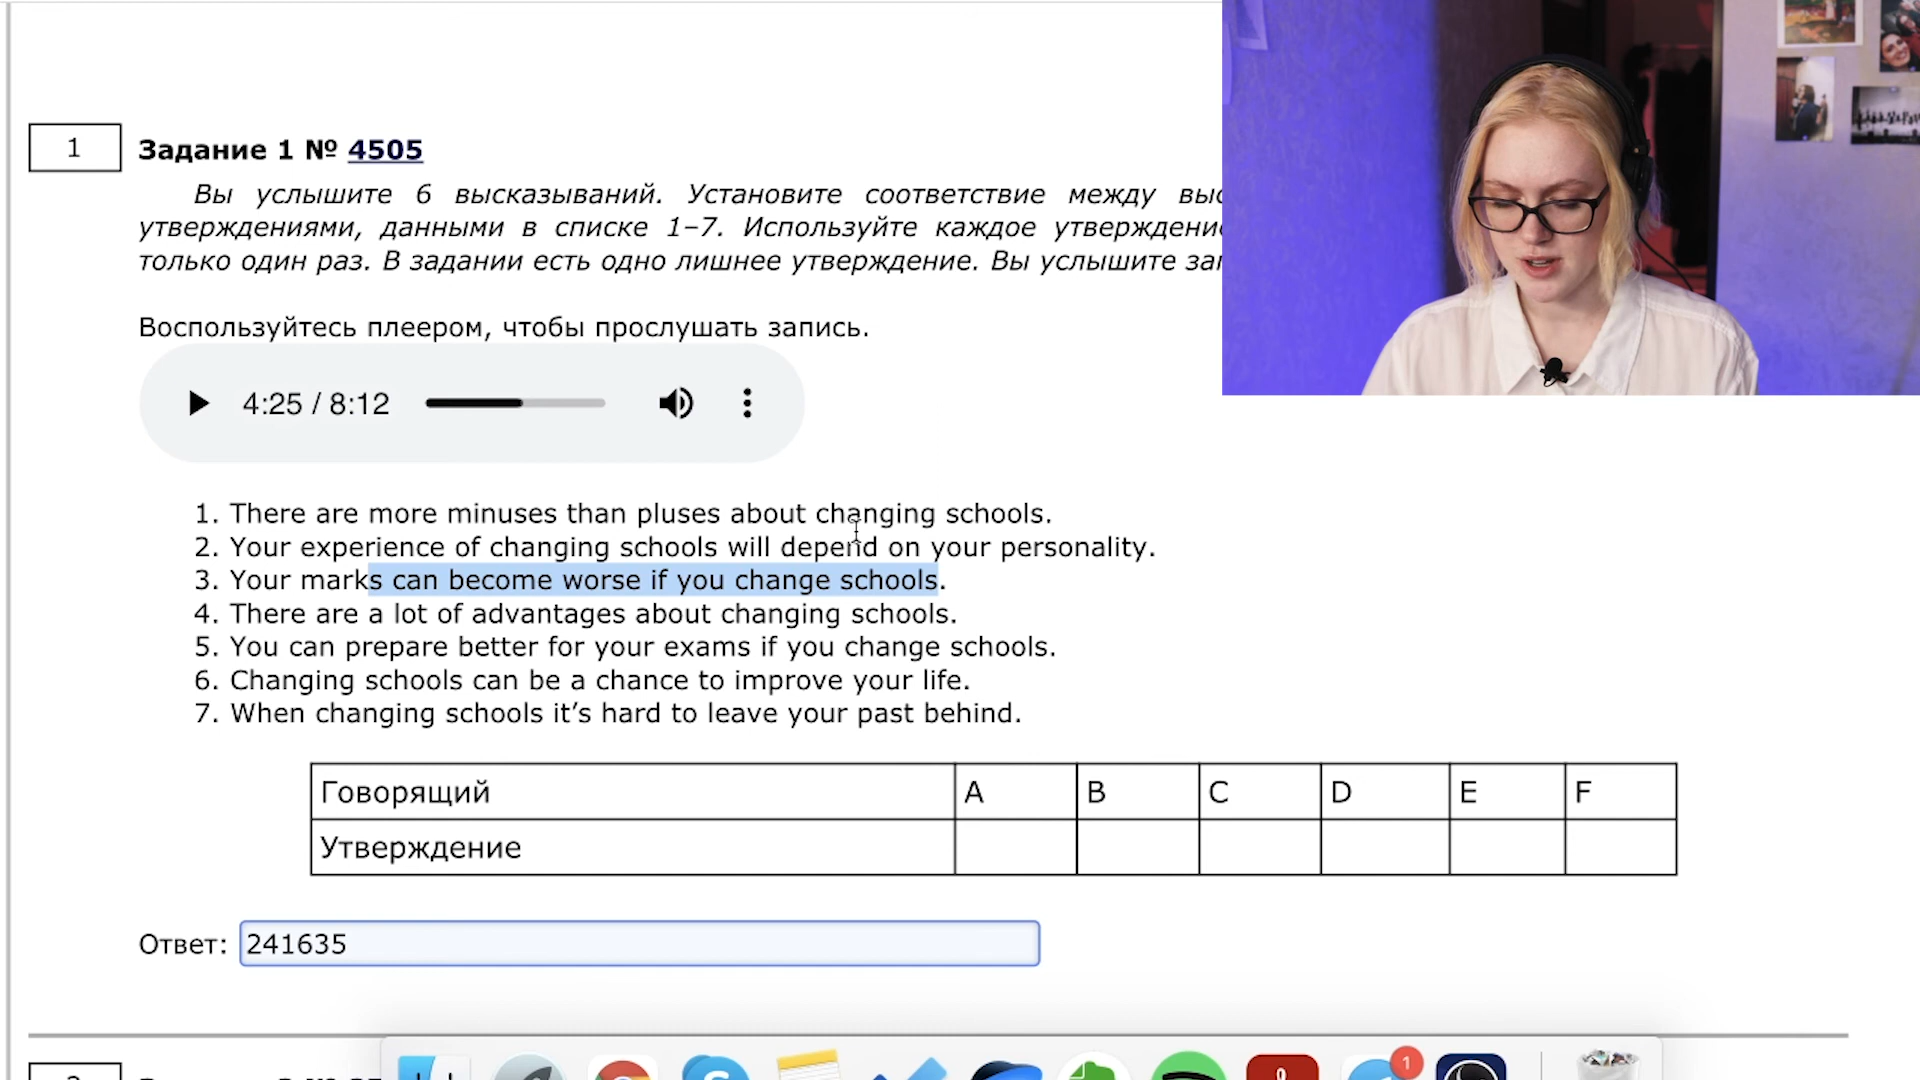 1
Задание 1 № 4505
Вы услышите 6 высказываний. Установите соответствие между
утверждениями, данными в списке 1–7. Используйте каждое
только один раз. В задании есть одно лишнее утверждение. Вы услышите
Воспользуйтесь плеером, чтобы прослушать запись.
4:25 / 8:12
1. There are more minuses than pluses about changing schools.
2. Your experience of changing schools will depend on your personality.
3. Your marks can become worse if you change schools.
4. There are a lot of advantages about changing schools.
5. You can prepare better for your exams if you change schools.
6. Changing schools can be a chance to improve your life.
7. When changing schools it’s hard to leave your past behind.
Говорящий A B C D E F
Утверждение
Ответ: 241635
1